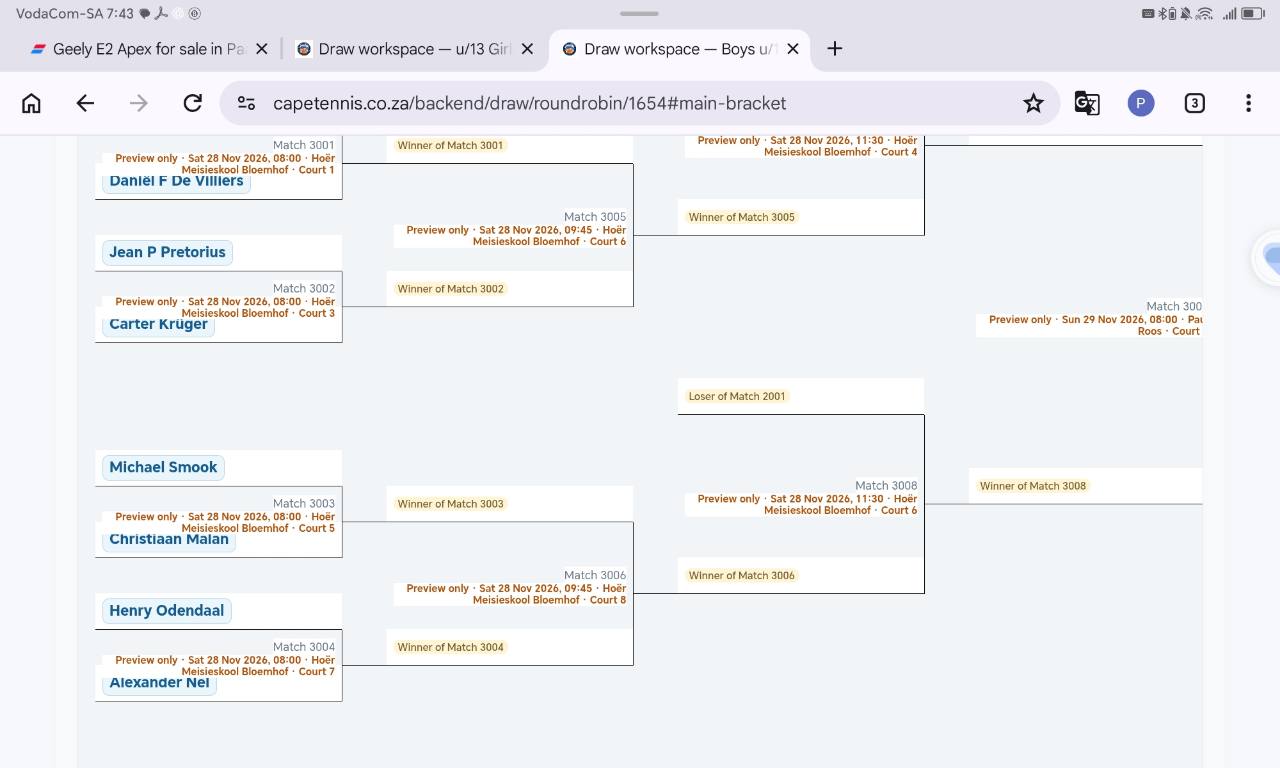 VodaCom-SA 7:43
Geely E2 Apex for sale in Pa
Draw workspace — u/13 Girl
Draw workspace — Boys u/1
capetennis.co.za/backend/draw/roundrobin/1654#main-bracket
P
3
Match 3001
Preview only · Sat 28 Nov 2026, 08:00 · Hoër
Meisieskool Bloemhof · Court 1
Daniel F De Villiers
Winner of Match 3001
Preview only · Sat 28 Nov 2026, 11:30 · Hoër
Meisieskool Bloemhof · Court 4
Match 3005
Preview only · Sat 28 Nov 2026, 09:45 · Hoër
Meisieskool Bloemhof · Court 6
Winner of Match 3005
Jean P Pretorius
Match 3002
Preview only · Sat 28 Nov 2026, 08:00 · Hoër
Meisieskool Bloemhof · Court 3
Carter Krüger
Winner of Match 3002
Match 300
Preview only · Sun 29 Nov 2026, 08:00 · Pau
Roos · Court
Loser of Match 2001
Michael Smook
Match 3003
Preview only · Sat 28 Nov 2026, 08:00 · Hoër
Meisieskool Bloemhof · Court 5
Christiaan Malan
Winner of Match 3003
Match 3008
Preview only · Sat 28 Nov 2026, 11:30 · Hoër
Meisieskool Bloemhof · Court 6
Winner of Match 3008
Match 3006
Preview only · Sat 28 Nov 2026, 09:45 · Hoër
Meisieskool Bloemhof · Court 8
Winner of Match 3006
Henry Odendaal
Match 3004
Preview only · Sat 28 Nov 2026, 08:00 · Hoër
Meisieskool Bloemhof · Court 7
Alexander Nel
Winner of Match 3004